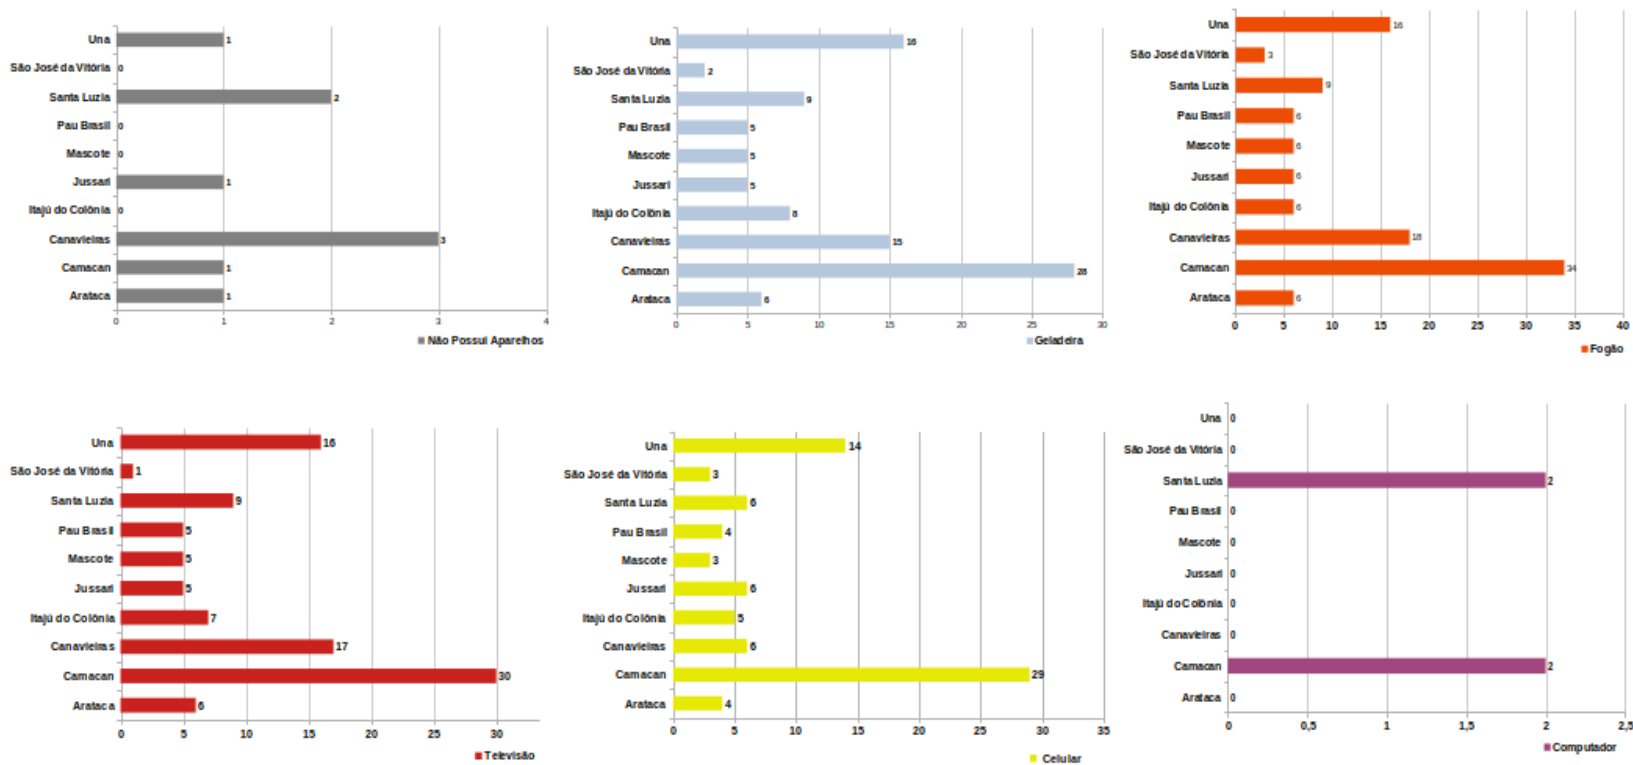 Una 1
São José da Vitória 0
Santa Luzia 2
Pau Brasil 0
Mascote 0
Jussari 1
Itajú do Colônia 0
Canavieiras 3
Camacan 1
Arataca 1
0 1 2 3 4
Não Possui Aparelhos
Una 16
São José da Vitória 2
Santa Luzia 9
Pau Brasil 5
Mascote 5
Jussari 5
Itajú do Colônia 8
Canavieiras 15
Camacan 28
Arataca 6
0 5 10 15 20 25 30
Geladeira
Una 16
São José da Vitória 3
Santa Luzia 9
Pau Brasil 6
Mascote 6
Jussari 6
Itajú do Colônia 6
Canavieiras 18
Camacan 34
Arataca 6
0 5 10 15 20 25 30 35 40
Fogão
Una 16
São José da Vitória 1
Santa Luzia 9
Pau Brasil 5
Mascote 5
Jussari 5
Itajú do Colônia 7
Canavieiras 17
Camacan 30
Arataca 6
0 5 10 15 20 25 30
Televisão
Una 14
São José da Vitória 3
Santa Luzia 6
Pau Brasil 4
Mascote 3
Jussari 6
Itajú do Colônia 5
Canavieiras 6
Camacan 29
Arataca 4
0 5 10 15 20 25 30 35
Celular
Una 0
São José da Vitória 0
Santa Luzia 2
Pau Brasil 0
Mascote 0
Jussari 0
Itajú do Colônia 0
Canavieiras 0
Camacan 2
Arataca 0
0 0,5 1 1,5 2 2,5
Computador